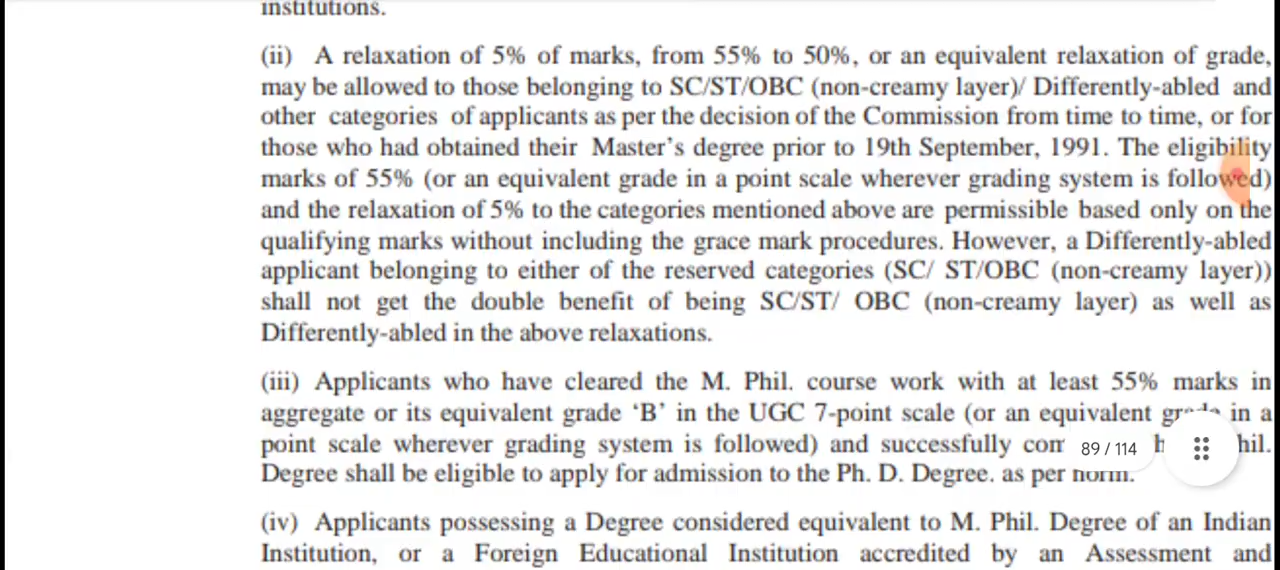 institutions.
(ii) A relaxation of 5% of marks, from 55% to 50%, or an equivalent relaxation of grade,
may be allowed to those belonging to SC/ST/OBC (non-creamy layer)/ Differently-abled and
other categories of applicants as per the decision of the Commission from time to time, or for
those who had obtained their Master's degree prior to 19th September, 1991. The eligibility
marks of 55% (or an equivalent grade in a point scale wherever grading system is followed)
and the relaxation of 5% to the categories mentioned above are permissible based only on the
qualifying marks without including the grace mark procedures. However, a Differently-abled
applicant belonging to either of the reserved categories (SC/ ST/OBC (non-creamy layer))
shall not get the double benefit of being SC/ST/ OBC (non-creamy layer) as well as
Differently-abled in the above relaxations.
(iii) Applicants who have cleared the M. Phil. course work with at least 55% marks in
aggregate or its equivalent grade ‘B’ in the UGC 7-point scale (or an equivalent grade in a
point scale wherever grading system is followed) and successfully
89 / 114
Degree shall be eligible to apply for admission to the Ph. D. Degree. as per norm.
(iv) Applicants possessing a Degree considered equivalent to M. Phil. Degree of an Indian
Institution, or a Foreign Educational Institution accredited by an Assessment and